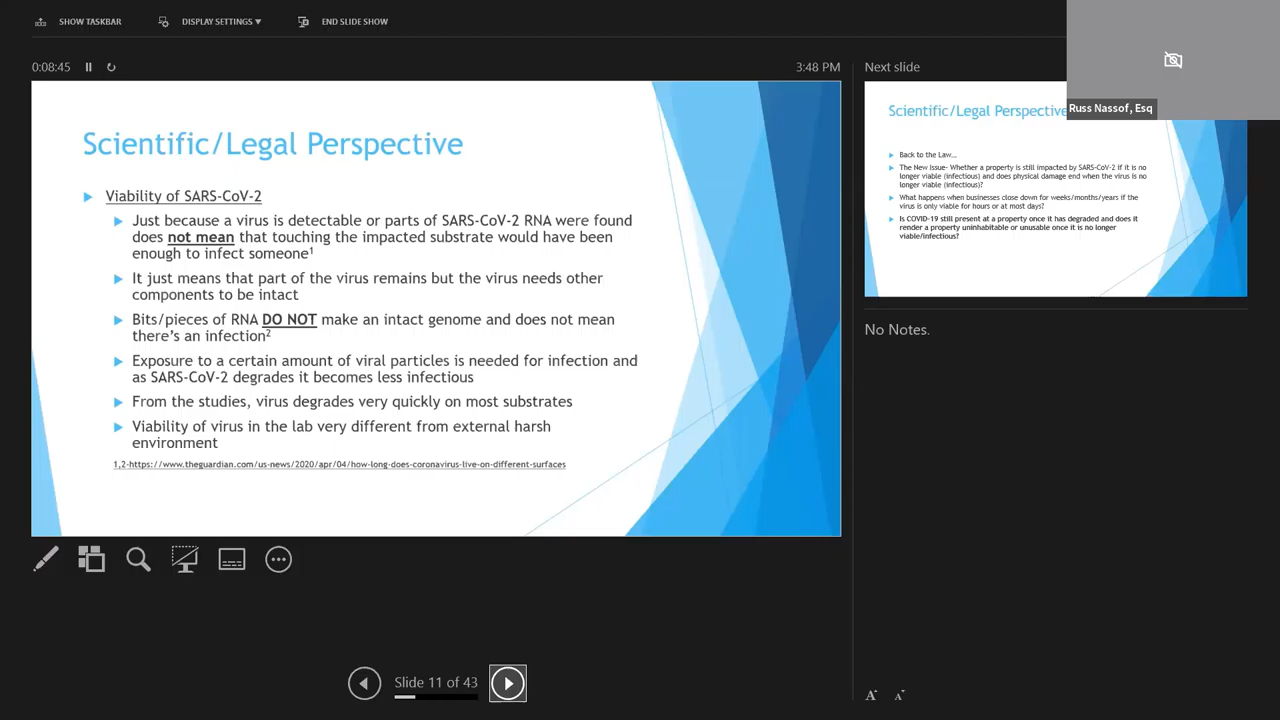 SHOW TASKBAR
DISPLAY SETTINGS ▼
END SLIDE SHOW
0:08:45
3:48 PM
Scientific/Legal Perspective
Viability of SARS-CoV-2
Just because a virus is detectable or parts of SARS-CoV-2 RNA were found
does not mean that touching the impacted substrate would have been
enough to infect someone1
It just means that part of the virus remains but the virus needs other
components to be intact
Bits/pieces of RNA DO NOT make an intact genome and does not mean
there's an infection2
Exposure to a certain amount of viral particles is needed for infection and
as SARS-CoV-2 degrades it becomes less infectious
From the studies, virus degrades very quickly on most substrates
Viability of virus in the lab very different from external harsh
environment
1,2-https://www.theguardian.com/us-news/2020/apr/04/how-long-does-coronavirus-live-on-different-surfaces
Slide 11 of 43
Next slide
Russ Nassof, Esq
Scientific/Legal Perspective
Back to the Law…
The New Issue- Whether a property is still impacted by SARS-CoV-2 if it is no
longer viable (infectious) and does physical damage end when the virus is no
longer viable (infectious)?
What happens when businesses close down for weeks/months/years if the
virus is only viable for hours or at most days?
Is COVID-19 still present at a property once it has degraded and does it
render a property uninhabitable or unusable once it is no longer
viable/infectious?
No Notes.
A A